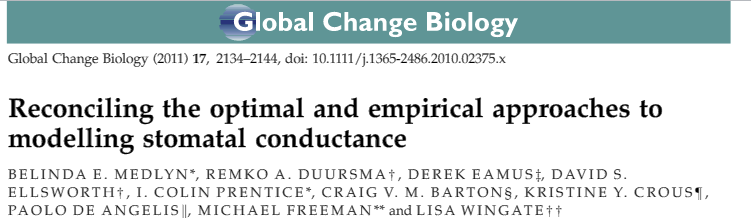 Global Change Biology
Global Change Biology (2011) 17, 2134–2144, doi: 10.1111/j.1365-2486.2010.02375.x
Reconciling the optimal and empirical approaches to
modelling stomatal conductance
BELINDA E. MEDLYN*, REMKO A. DUURSMA†, DEREK EAMUS‡, DAVID S.
ELLSWORTH†, I. COLIN PRENTICE*, CRAIG V. M. BARTON§, KRISTINE Y. CROUS¶,
PAOLO DE ANGELIS∥, MICHAEL FREEMAN** and LISA WINGATE††